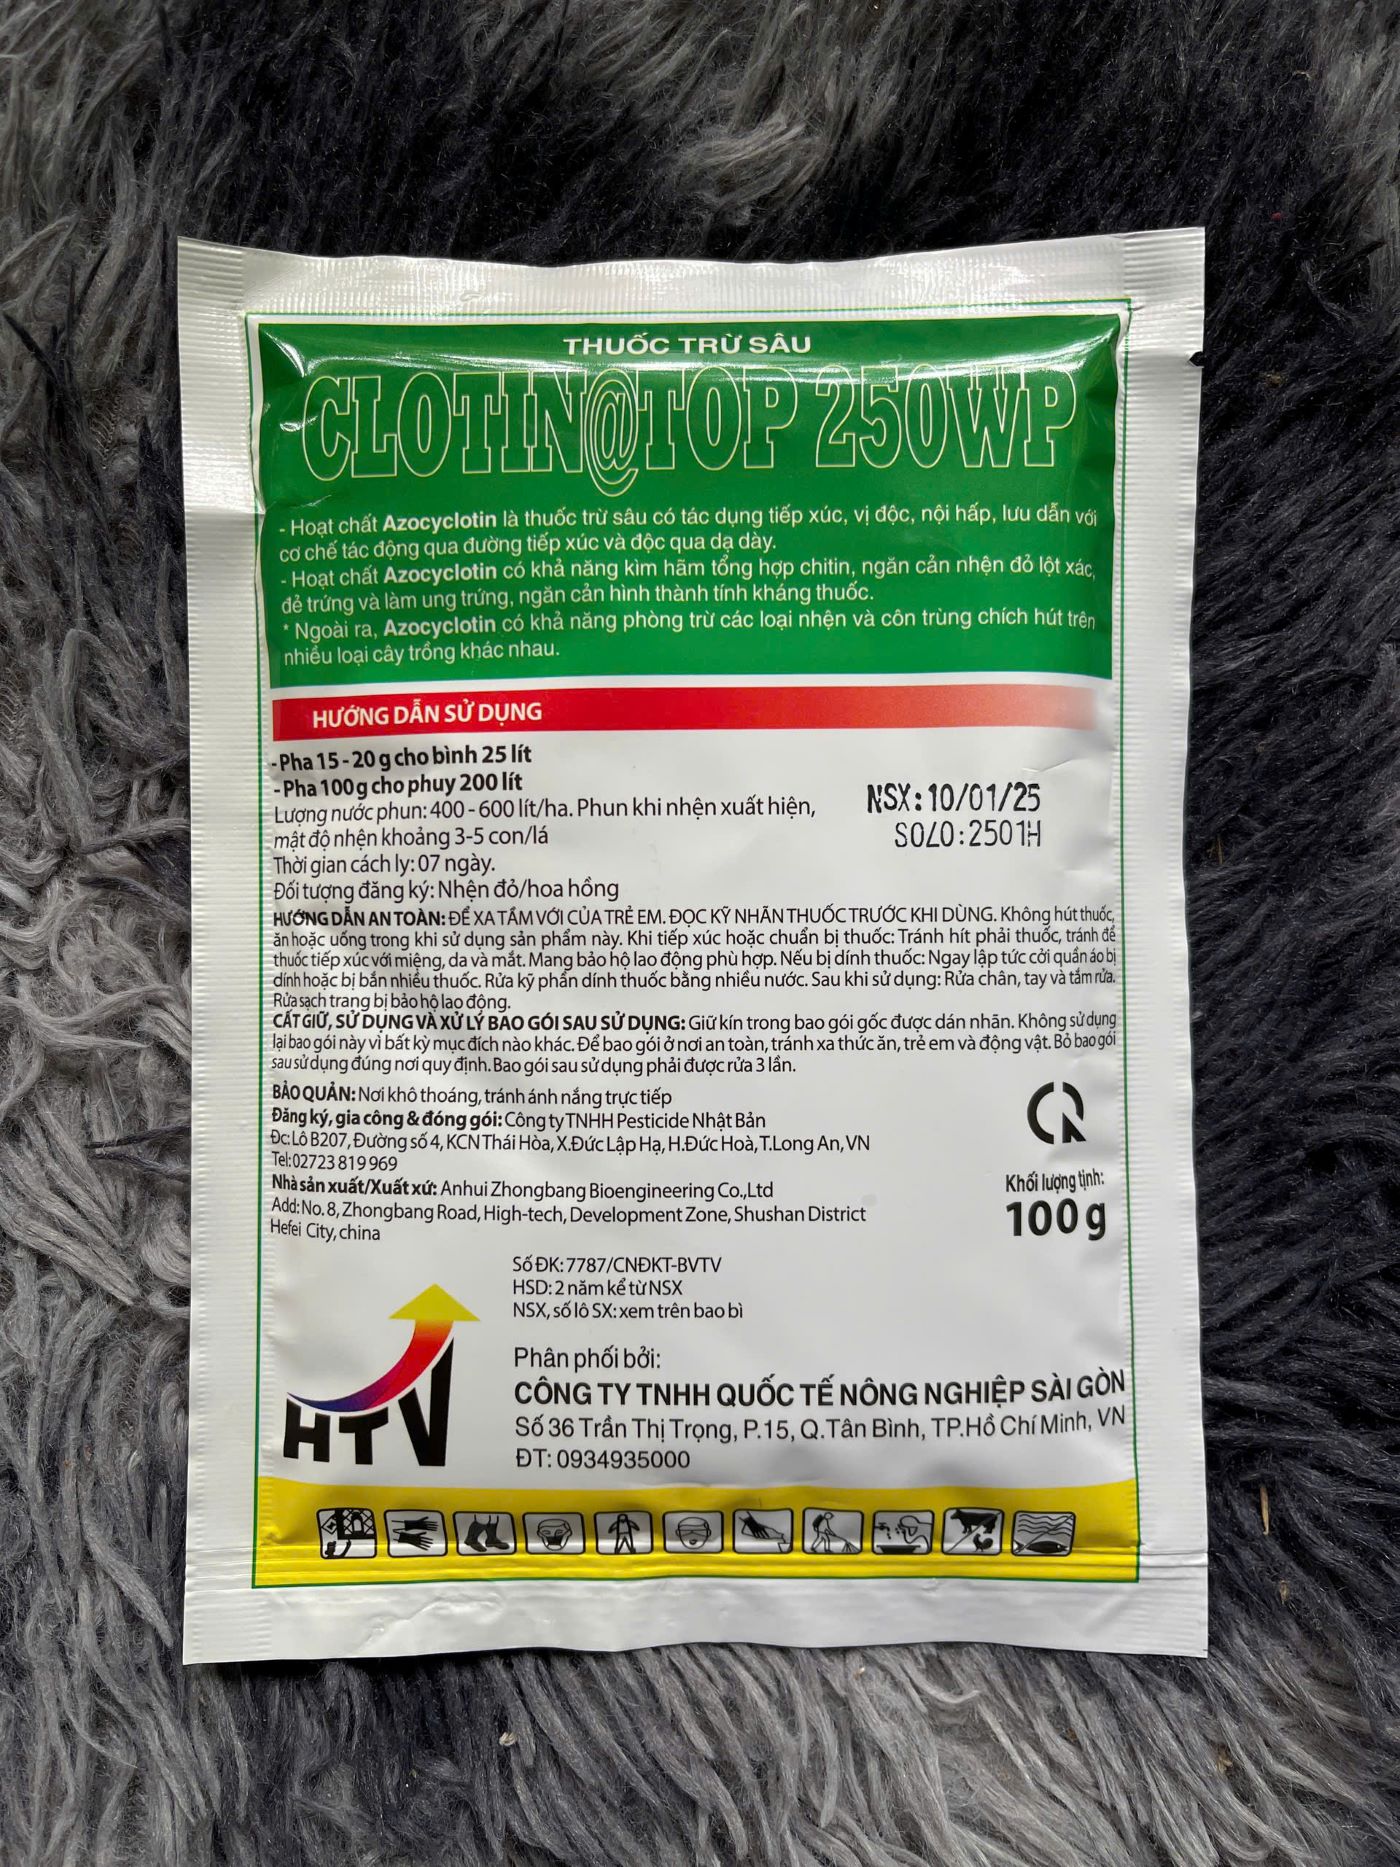 THUỐC TRỪ SÂU
CLOTIN@TOP 250WP
- Hoạt chất Azocyclotin là thuốc trừ sâu có tác dụng tiếp xúc, vị độc, nội hấp, lưu dẫn với
cơ chế tác động qua đường tiếp xúc và độc qua dạ dày.
- Hoạt chất Azocyclotin có khả năng kìm hãm tổng hợp chitin, ngăn cản nhện đỏ lột xác,
đẻ trứng và làm ung trứng, ngăn cản hình thành tính kháng thuốc.
* Ngoài ra, Azocyclotin có khả năng phòng trừ các loại nhện và côn trùng chích hút trên
nhiều loại cây trồng khác nhau.
HƯỚNG DẪN SỬ DỤNG
- Pha 15 - 20 g cho bình 25 lít
- Pha 100g cho phuy 200 lít
Lượng nước phun: 400 - 600 lít/ha. Phun khi nhện xuất hiện,
mật độ nhện khoảng 3-5 con/lá
Thời gian cách ly: 07 ngày.
Đối tượng đăng ký: Nhện đỏ/hoa hồng
NSX: 10/01/25
SOLO: 2501H
HƯỚNG DẪN AN TOÀN: ĐỂ XA TẦM VỚI CỦA TRẺ EM. ĐỌC KỸ NHÃN THUỐC TRƯỚC KHI DÙNG. Không hút thuốc,
ăn hoặc uống trong khi sử dụng sản phẩm này. Khi tiếp xúc hoặc chuẩn bị thuốc: Tránh hít phải thuốc, tránh để
thuốc tiếp xúc với miệng, da và mắt. Mang bảo hộ lao động phù hợp. Nếu bị dính thuốc: Ngay lập tức cởi quần áo bị
dính hoặc bị bắn nhiều thuốc. Rửa kỹ phần dính thuốc bằng nhiều nước. Sau khi sử dụng: Rửa chân, tay và tắm rửa.
Rửa sạch trang bị bảo hộ lao động.
CẤT GIỮ, SỬ DỤNG VÀ XỬ LÝ BAO GÓI SAU SỬ DỤNG: Giữ kín trong bao gói gốc được dán nhãn. Không sử dụng
lại bao gói này vì bất kỳ mục đích nào khác. Để bao gói ở nơi an toàn, tránh xa thức ăn, trẻ em và động vật. Bỏ bao gói
sau sử dụng đúng nơi quy định. Bao gói sau sử dụng phải được rửa 3 lần.
BẢO QUẢN: Nơi khô thoáng, tránh ánh nắng trực tiếp
Đăng ký, gia công & đóng gói: Công ty TNHH Pesticide Nhật Bản
Đc: Lô B207, Đường số 4, KCN Thái Hòa, X.Đức Lập Hạ, H.Đức Hoà, T.Long An, VN
Tel: 02723 819 969
Nhà sản xuất/Xuất xứ: Anhui Zhongbang Bioengineering Co.,Ltd
Add: No. 8, Zhongbang Road, High-tech, Development Zone, Shushan District
Hefei City, china
Khối lượng tịnh:
100 g
Số ĐK: 7787/CNĐKT-BVTV
HSD: 2 năm kể từ NSX
NSX, số lô SX: xem trên bao bì
HTV
Phân phối bởi:
CÔNG TY TNHH QUỐC TẾ NÔNG NGHIỆP SÀI GÒN
Số 36 Trần Thị Trọng, P.15, Q.Tân Bình, TP.Hồ Chí Minh, VN
ĐT: 0934935000